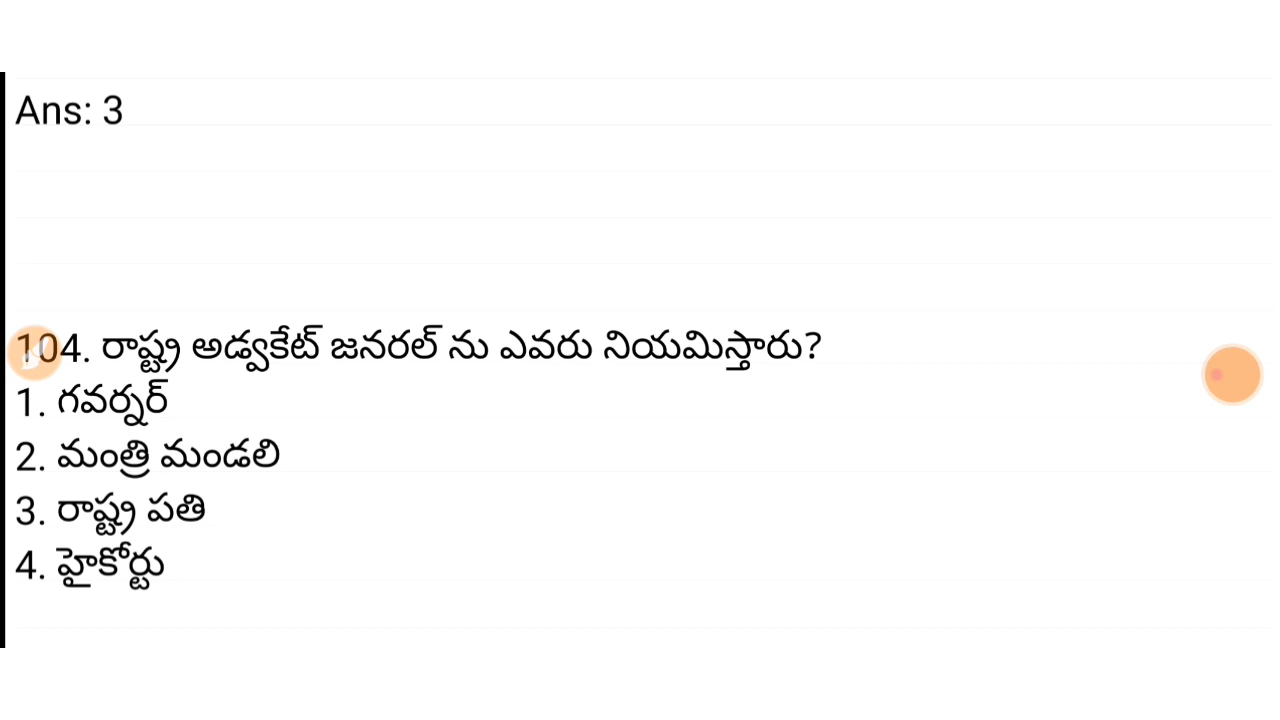 Ans: 3
104. రాష్ట్ర అడ్వకేట్ జనరల్ ను ఎవరు నియమిస్తారు?
1. గవర్నర్
2. మంత్రి మండలి
3. రాష్ట్ర పతి
4. హైకోర్టు